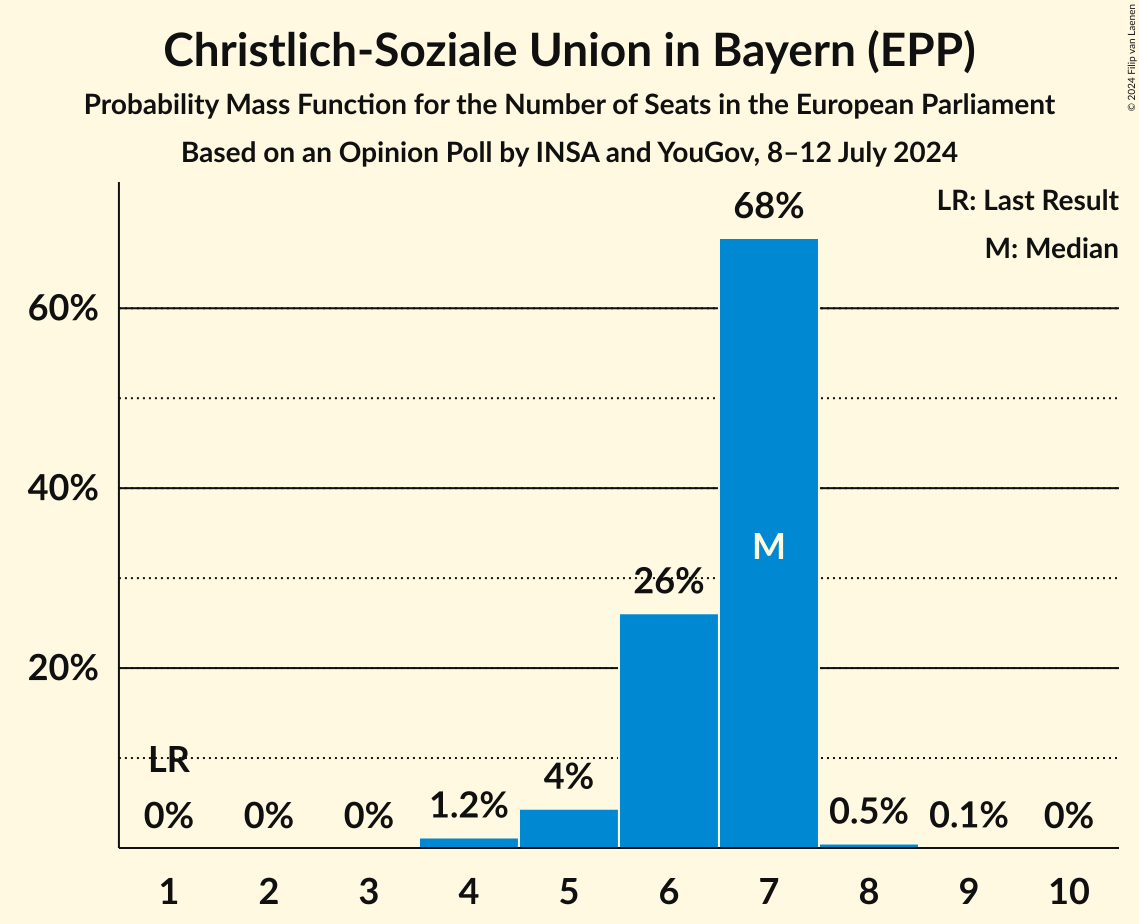 Christlich-Soziale Union in Bayern (EPP)
Probability Mass Function for the Number of Seats in the European Parliament
Based on an Opinion Poll by INSA and YouGov, 8–12 July 2024
© 2024 Filip van Laenen
LR: Last Result
M: Median
68%
60%
40%
M
26%
20%
LR
0%
0%
0%
1.2%
4%
0.5%
0.1%
0%
1 2 3 4 5 6 7 8 9 10